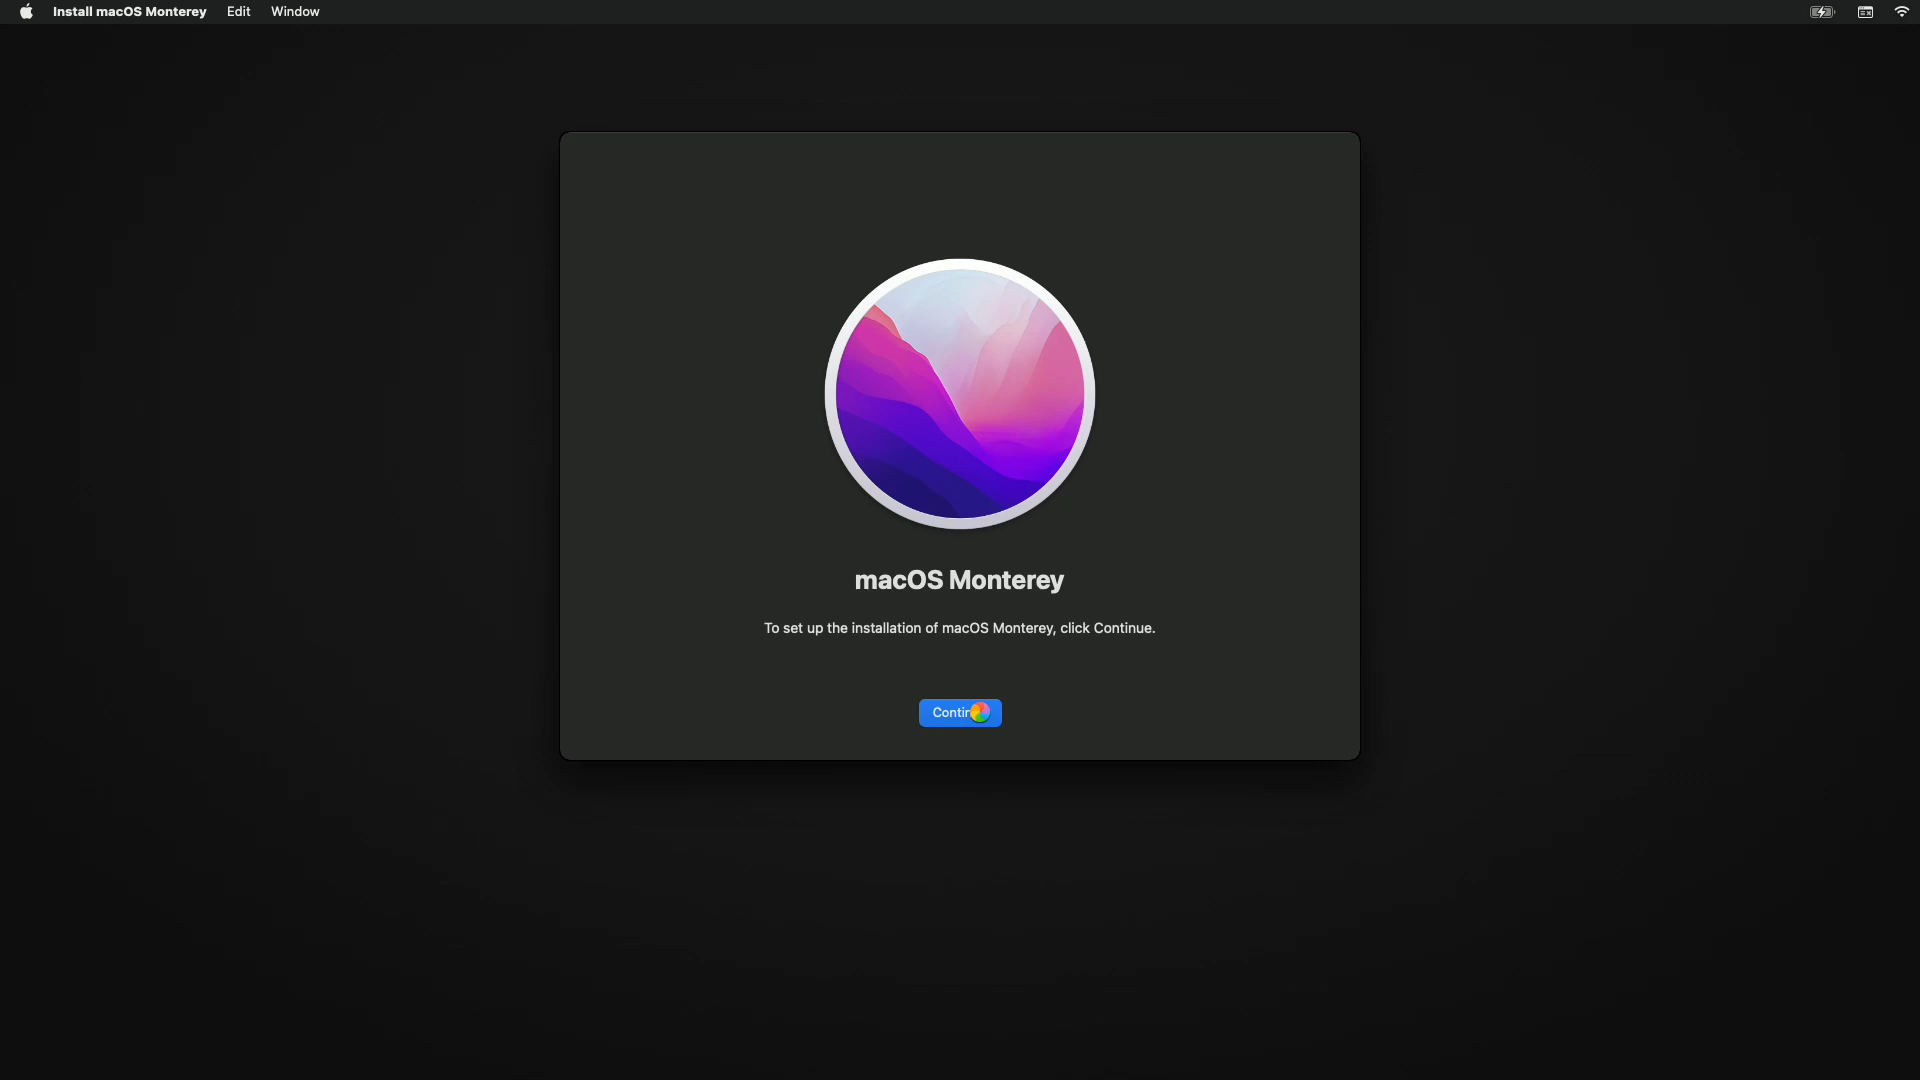 Install macOS Monterey Edit Window
macOS Monterey
To set up the installation of macOS Monterey, click Continue.